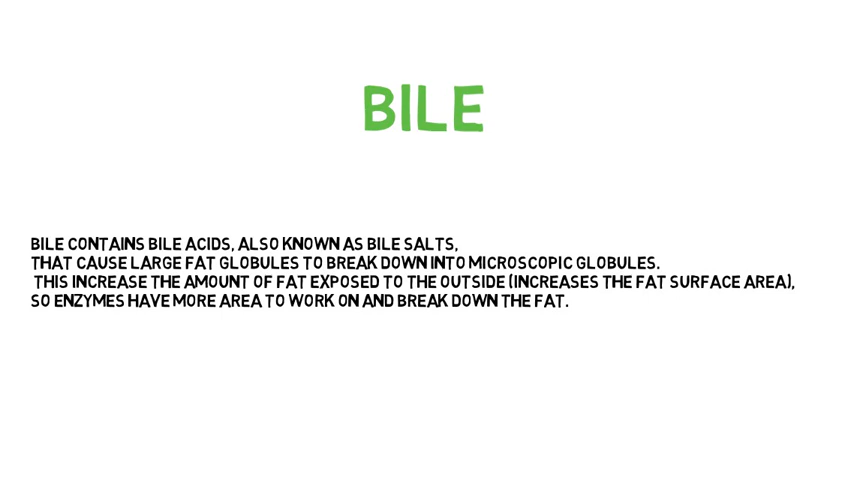 BILE
BILE CONTAINS BILE ACIDS, ALSO KNOWN AS BILE SALTS,
THAT CAUSE LARGE FAT GLOBULES TO BREAK DOWN INTO MICROSCOPIC GLOBULES.
THIS INCREASE THE AMOUNT OF FAT EXPOSED TO THE OUTSIDE (INCREASES THE FAT SURFACE AREA),
SO ENZYMES HAVE MORE AREA TO WORK ON AND BREAK DOWN THE FAT.